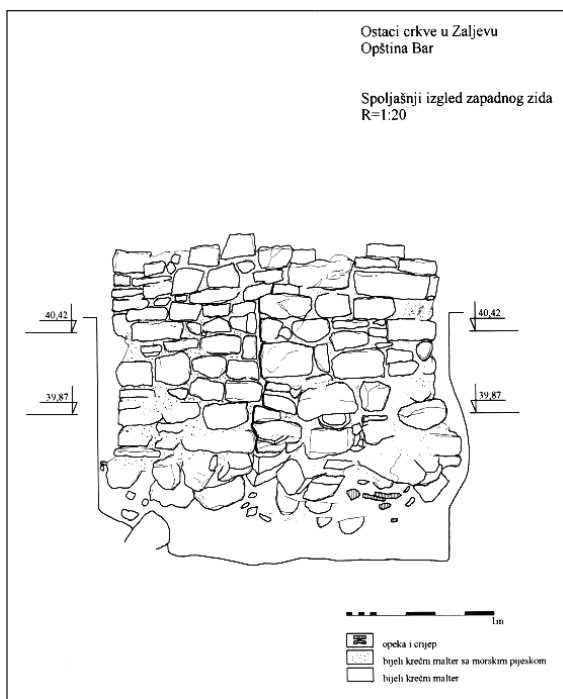 Ostaci crkve u Zaljevu
Opština Bar
Spoljašnji izgled zapadnog zida
R=1:20
40,42
40,42
39,87
39,87
1m
opeka i crijep
bijeli krečni malter sa morskim pijeskom
bijeli krečni malter